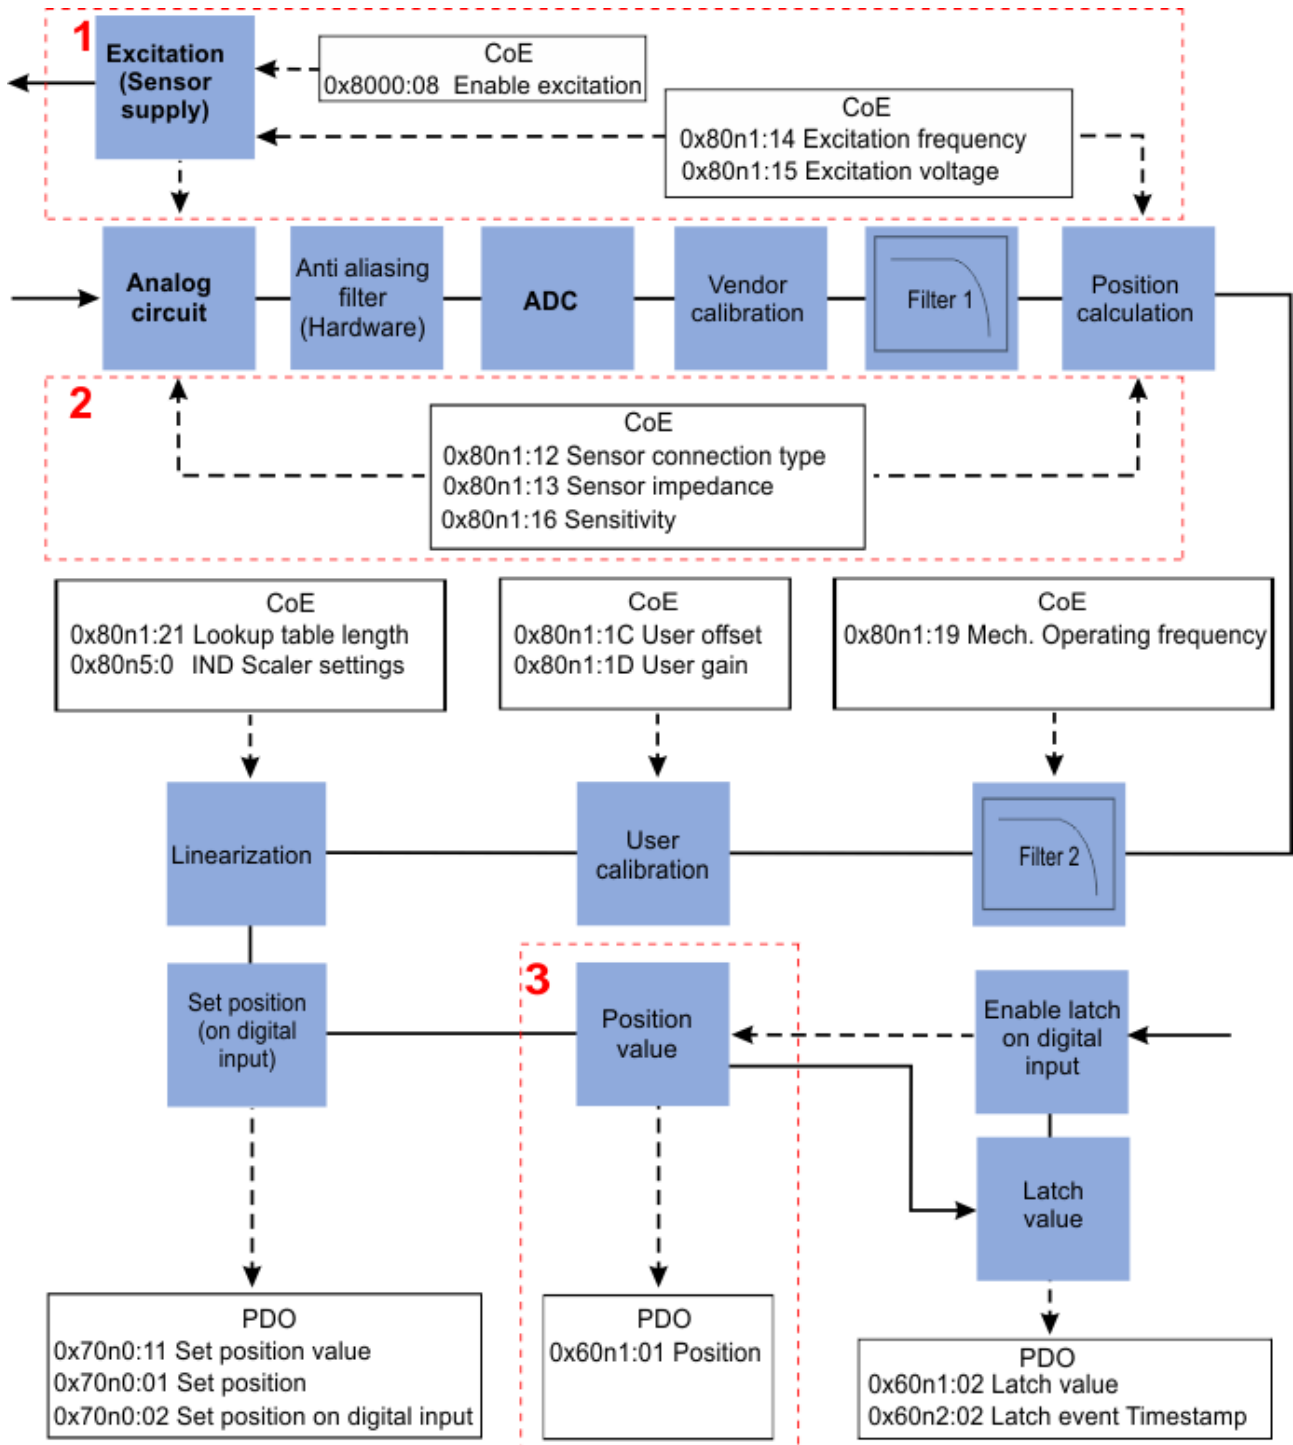 1
Excitation
(Sensor
supply)
CoE
0x8000:08 Enable excitation
CoE
0x80n1:14 Excitation frequency
0x80n1:15 Excitation voltage
Analog
circuit
Anti aliasing
filter
(Hardware)
ADC
Vendor
calibration
Filter 1
Position
calculation
2
CoE
0x80n1:12 Sensor connection type
0x80n1:13 Sensor impedance
0x80n1:16 Sensitivity
CoE
0x80n1:21 Lookup table length
0x80n5:0 IND Scaler settings
CoE
0x80n1:1C User offset
0x80n1:1D User gain
CoE
0x80n1:19 Mech. Operating frequency
Linearization
User
calibration
Filter 2
Set position
(on digital
input)
3
Position
value
Enable latch
on digital
input
Latch
value
PDO
0x70n0:11 Set position value
0x70n0:01 Set position
0x70n0:02 Set position on digital input
PDO
0x60n1:01 Position
PDO
0x60n1:02 Latch value
0x60n2:02 Latch event Timestamp